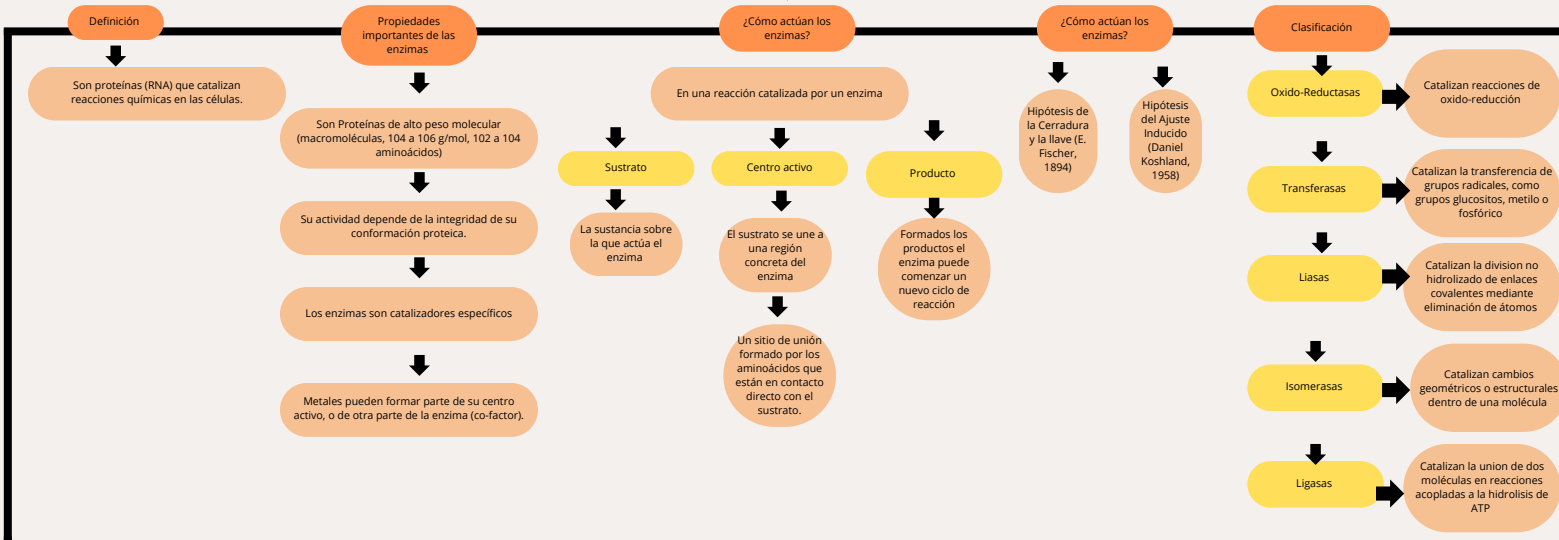 Definición
Son proteínas (RNA) que catalizan
reacciones químicas en las células.
Propiedades
importantes de las
enzimas
Son Proteínas de alto peso molecular
(macromoléculas, 104 a 106 g/mol, 102 a 104
aminoácidos)
Su actividad depende de la integridad de su
conformación proteica.
Los enzimas son catalizadores específicos
Metales pueden formar parte de su centro
activo, o de otra parte de la enzima (co-factor).
¿Cómo actúan los
enzimas?
En una reacción catalizada por un enzima
Sustrato
La sustancia sobre
la que actúa el
enzima
Centro activo
El sustrato se une a
una región
concreta del
enzima
Un sitio de unión
formado por los
aminoácidos que
están en contacto
directo con el
sustrato.
Producto
Formados los
productos el
enzima puede
comenzar un
nuevo ciclo de
reacción
¿Cómo actúan los
enzimas?
Hipótesis de
la Cerradura
y la llave (E.
Fischer,
1894)
Hipótesis
del Ajuste
Inducido
(Daniel
Koshland,
1958)
Clasificación
Oxido-Reductasas
Catalizan reacciones de
oxido-reducción
Transferasas
Catalizan la transferencia de
grupos radicales, como
grupos glucositos, metilo o
fosfórico
Liasas
Catalizan la division no
hidrolizado de enlaces
covalentes mediante
eliminación de átomos
Isomerasas
Catalizan cambios
geométricos o estructurales
dentro de una molécula
Ligasas
Catalizan la union de dos
moléculas en reacciones
acopladas a la hidrolisis de
ATP